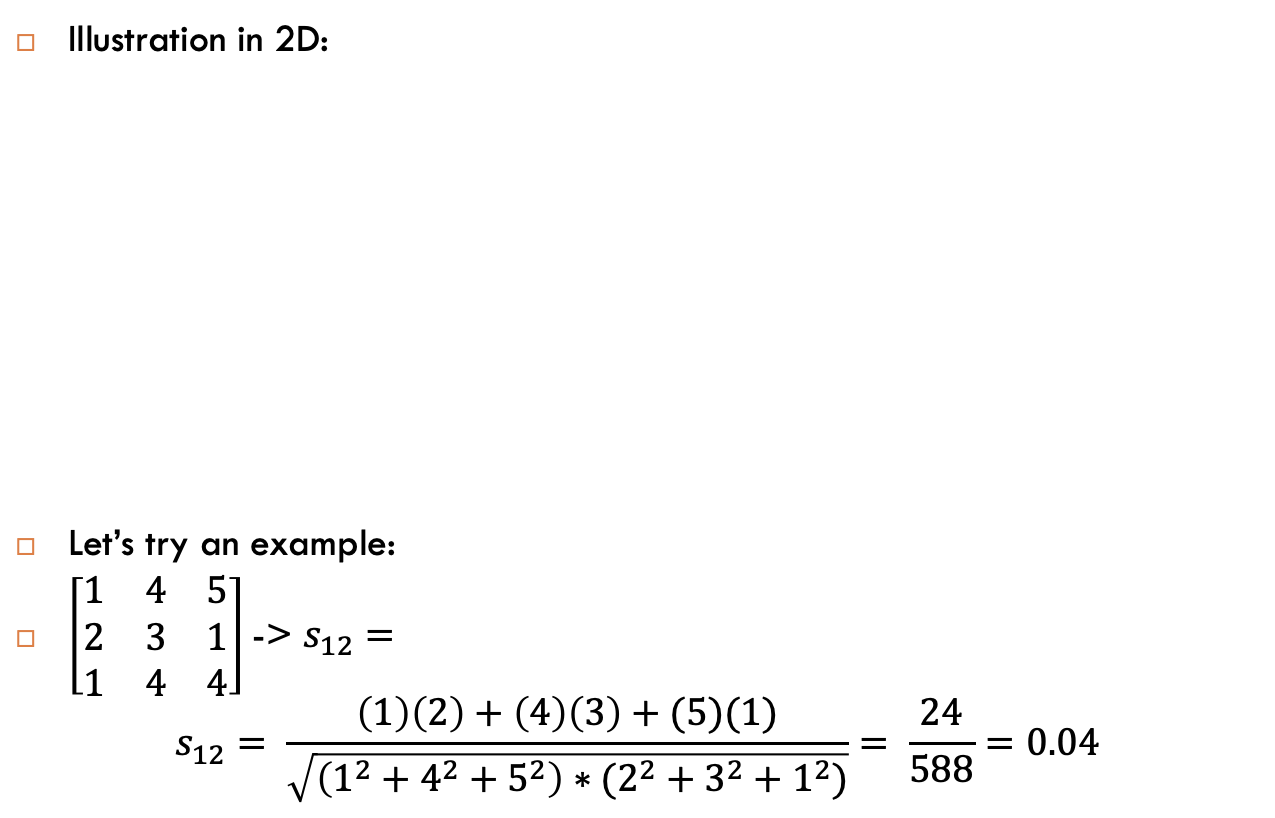 Illustration in 2D:
Let's try an example:
[1 4 5
2 3 1
1 4 4] -> s₁₂ =
s₁₂ = (1)(2) + (4)(3) + (5)(1) / √(1² + 4² + 5²) * (2² + 3² + 1²) = 24 / 588 = 0.04